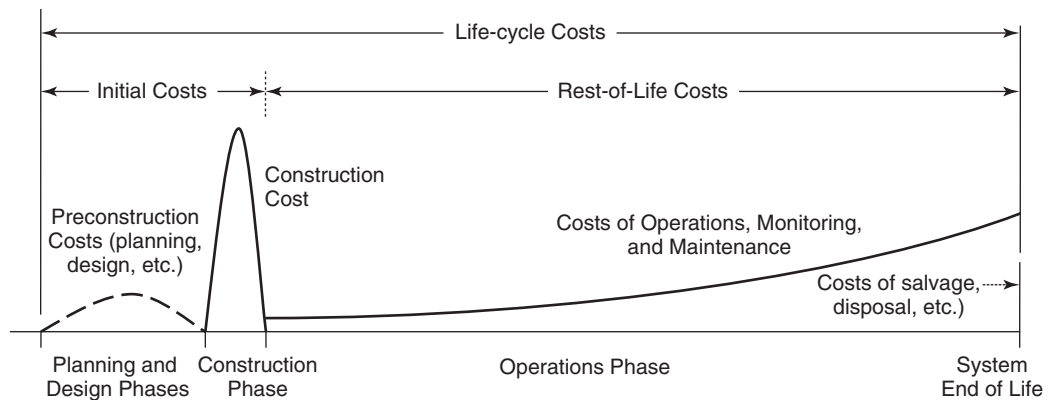 Life-cycle Costs
Initial Costs
Rest-of-Life Costs
Construction
Cost
Preconstruction
Costs (planning,
design, etc.)
Costs of Operations, Monitoring,
and Maintenance
Costs of salvage,
disposal, etc.)
Planning and
Design Phases
Construction
Phase
Operations Phase
System
End of Life